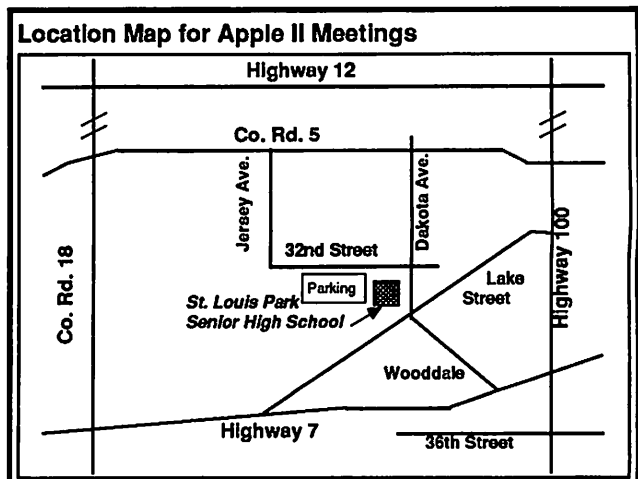 Location Map for Apple II Meetings
Highway 12
Co. Rd. 5
Jersey Ave.
Dakota Ave.
32nd Street
Parking
St. Louis Park
Senior High School
Lake
Street
Highway 100
Co. Rd. 18
Wooddale
Highway 7
36th Street